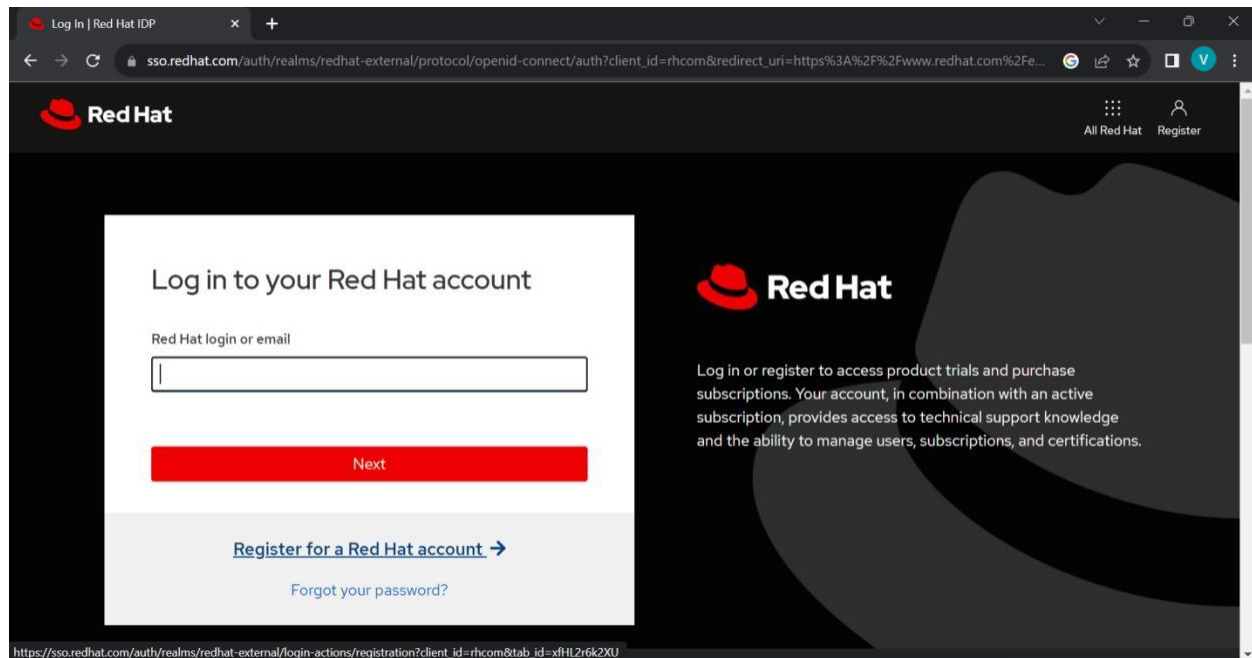 Log In | Red Hat IDP
sso.redhat.com/auth/realms/redhat-external/protocol/openid-connect/auth?client_id=rhcom&redirect_uri=https%3A%2F%2Fwww.redhat.com%2Fe...
V
Red Hat
All Red Hat
Register
Log in to your Red Hat account
Red Hat login or email
Next
Register for a Red Hat account
Forgot your password?
Red Hat
Log in or register to access product trials and purchase
subscriptions. Your account, in combination with an active
subscription, provides access to technical support knowledge
and the ability to manage users, subscriptions, and certifications.
https://sso.redhat.com/auth/realms/redhat-external/login-actions/registration?client_id=rhcom&tab_id=xfHL2r6k2XU